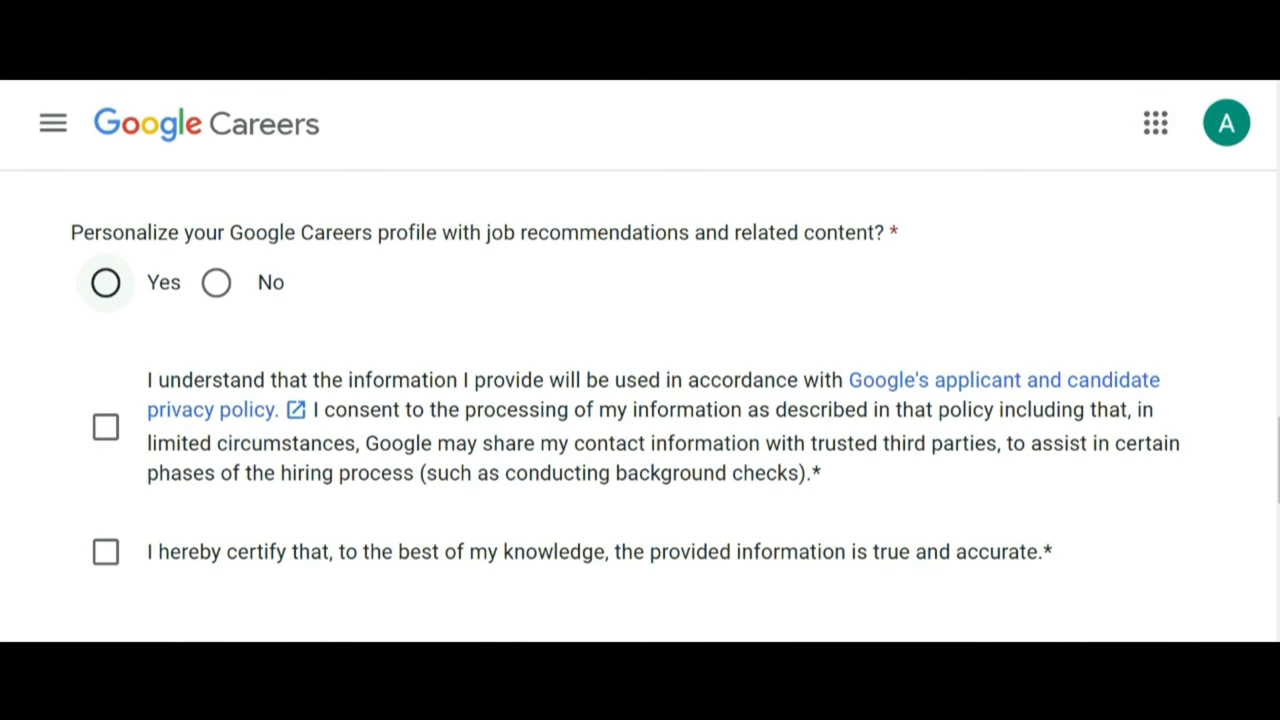 Google Careers
A
Personalize your Google Careers profile with job recommendations and related content? *
Yes No
I understand that the information I provide will be used in accordance with Google's applicant and candidate
privacy policy. I consent to the processing of my information as described in that policy including that, in
limited circumstances, Google may share my contact information with trusted third parties, to assist in certain
phases of the hiring process (such as conducting background checks).*
I hereby certify that, to the best of my knowledge, the provided information is true and accurate.*